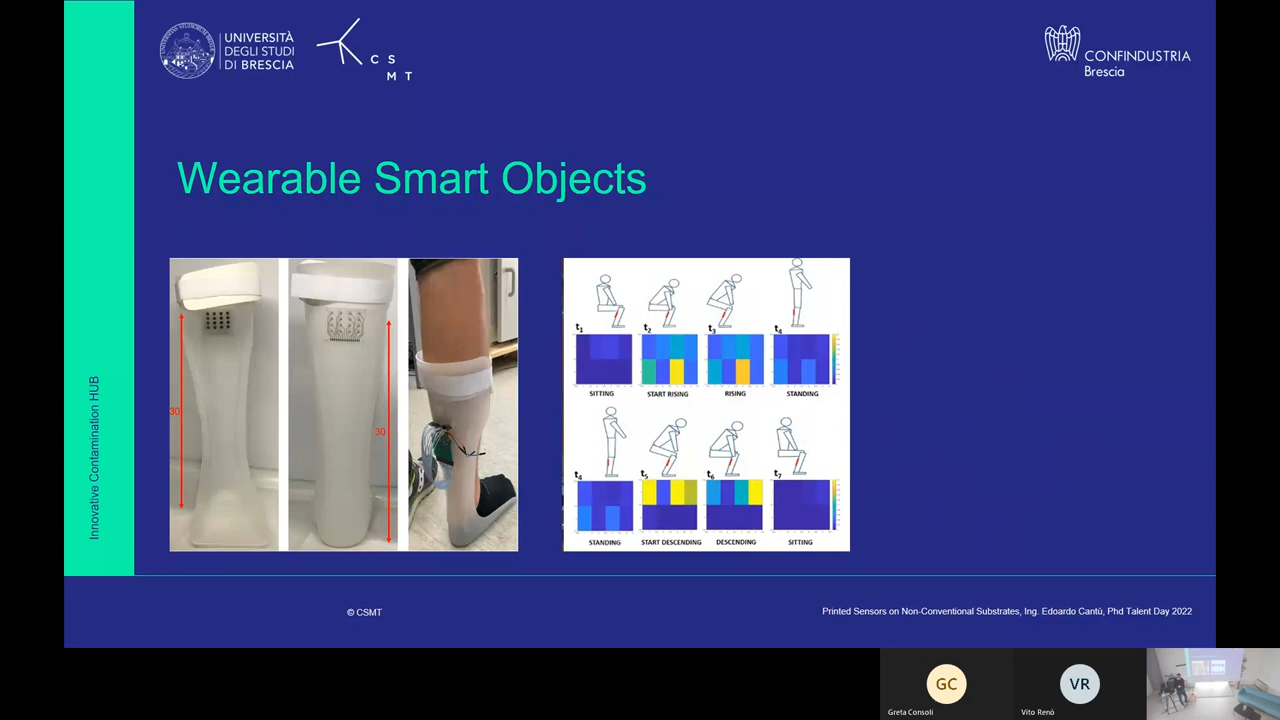 UNIVERSITÀ
DEGLI STUDI
DI BRESCIA
C S
M T
CONFINDUSTRIA
Brescia
Wearable Smart Objects
Innovative Contamination HUB
30
30
t1
t2
t3
t4
SITTING
START RISING
RISING
STANDING
t4
t5
t6
t7
STANDING
START DESCENDING
DESCENDING
SITTING
© CSMT
Printed Sensors on Non-Conventional Substrates, Ing. Edoardo Cantù, Phd Talent Day 2022
GC
VR
Greta Consoli
Vito Renò